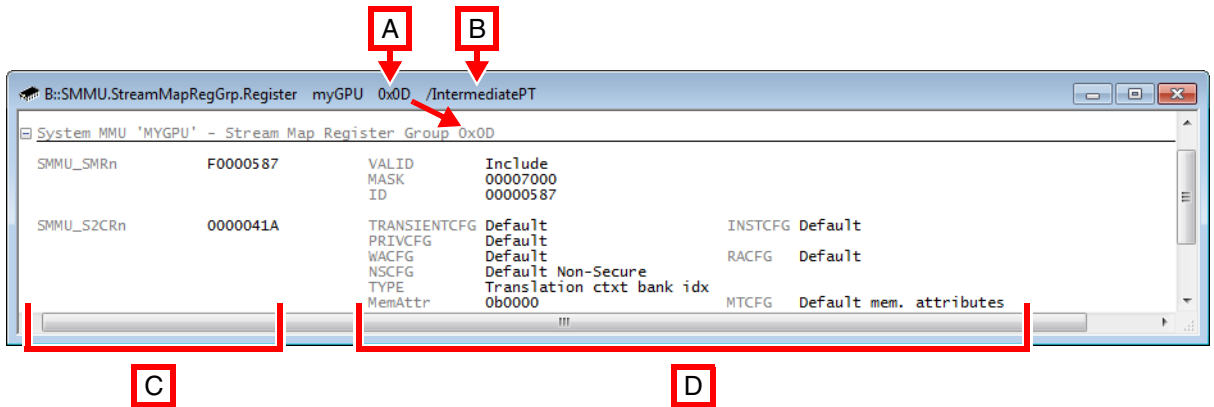 A B
B::SMMU.StreamMapRegGrp.Register myGPU 0x0D /IntermediatePT
System MMU 'MYGPU' - Stream Map Register Group 0x0D
SMMU_SMRn F0000587 VALID Include
MASK 00007000
ID 00000587
SMMU_S2CRn 0000041A TRANSIENTCFG Default INSTCFG Default
PRIVCFG Default
WACFG Default RACFG Default
NSCFG Default Non-Secure
TYPE Translation ctxt bank idx
MemAttr 0b0000 MTCFG Default mem. attributes
C D